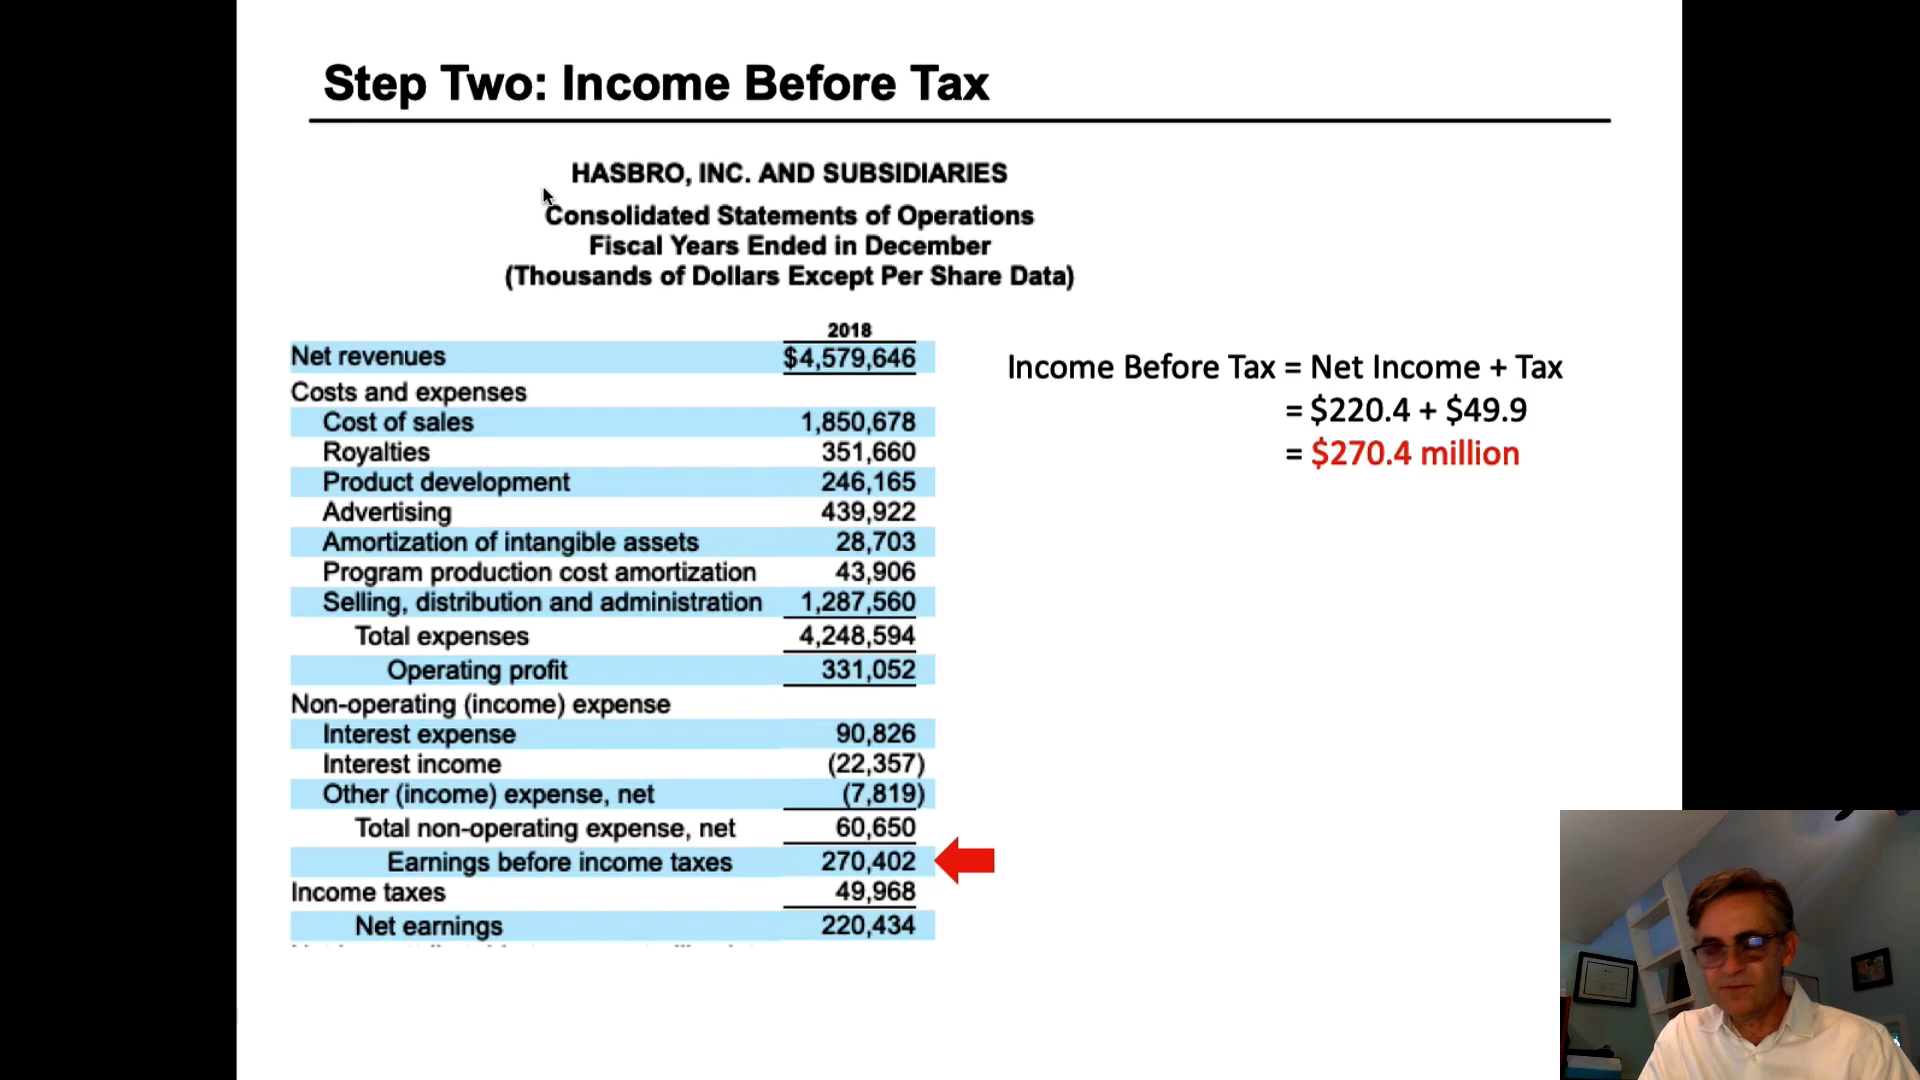 Step Two: Income Before Tax
HASBRO, INC. AND SUBSIDIARIES
Consolidated Statements of Operations
Fiscal Years Ended in December
(Thousands of Dollars Except Per Share Data)
2018
Net revenues $4,579,646
Costs and expenses
Cost of sales 1,850,678
Royalties 351,660
Product development 246,165
Advertising 439,922
Amortization of intangible assets 28,703
Program production cost amortization 43,906
Selling, distribution and administration 1,287,560
Total expenses 4,248,594
Operating profit 331,052
Non-operating (income) expense
Interest expense 90,826
Interest income (22,357)
Other (income) expense, net (7,819)
Total non-operating expense, net 60,650
Earnings before income taxes 270,402
Income taxes 49,968
Net earnings 220,434
Income Before Tax = Net Income + Tax
= $220.4 + $49.9
= $270.4 million